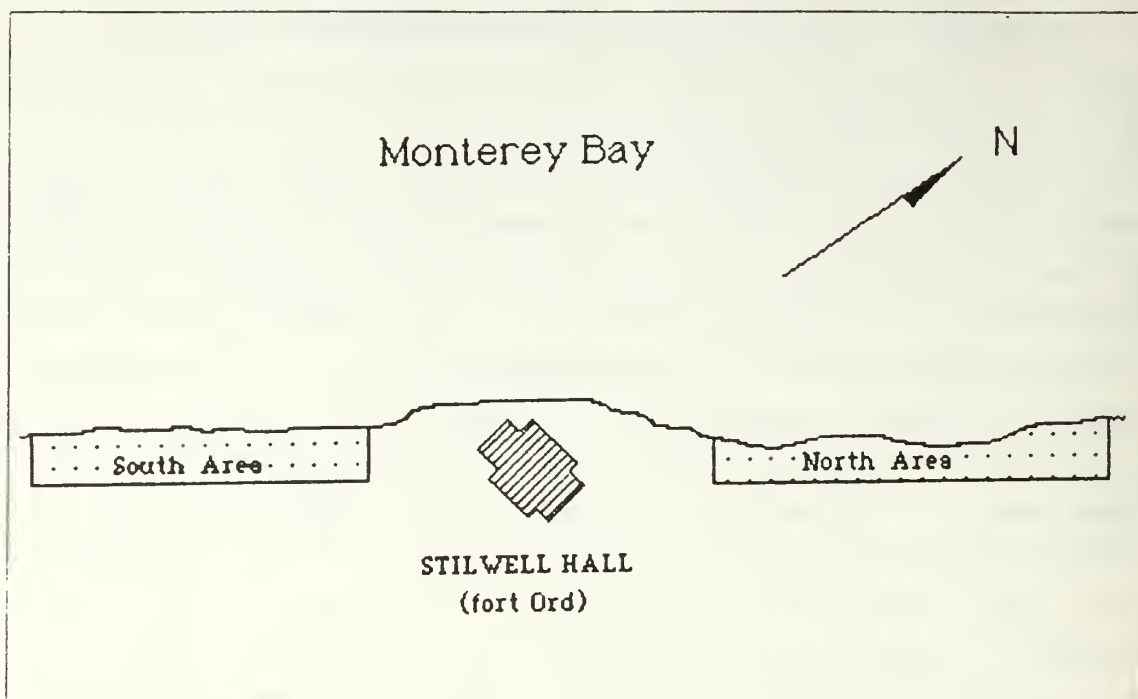 Monterey Bay
N
South Area
North Area
STILWELL HALL
(fort Ord)